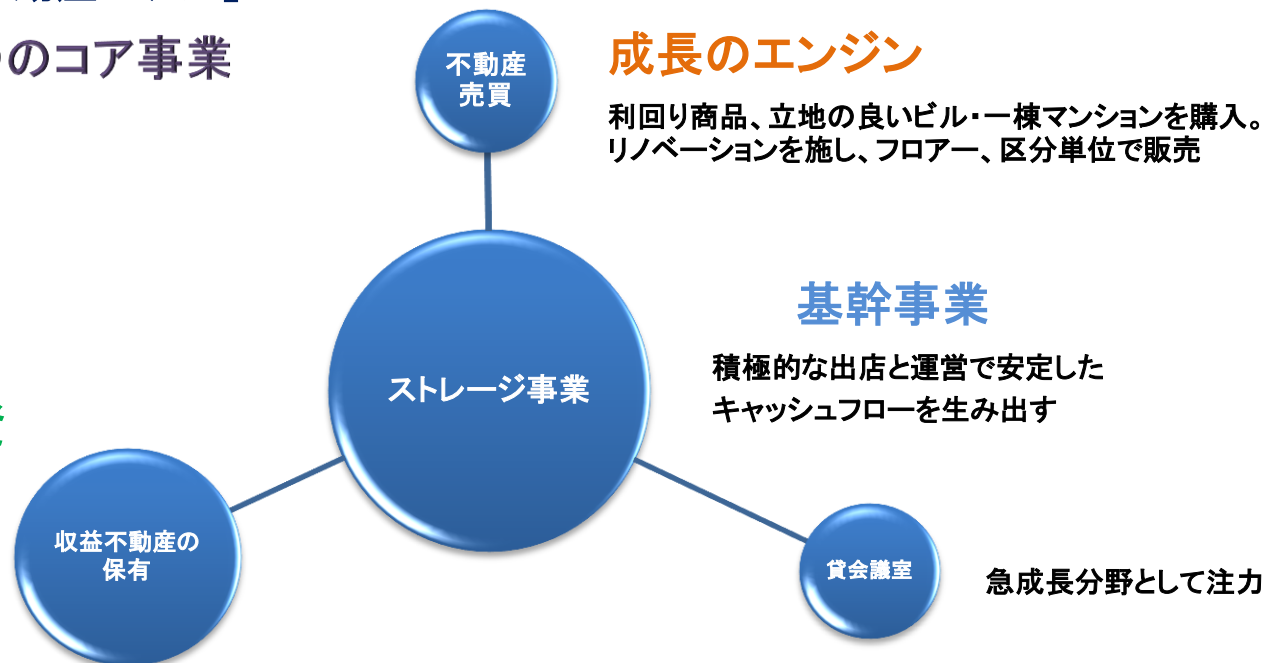 のコア事業
不動産
売買
成長のエンジン
利回り商品、立地の良いビル・一棟マンションを購入。
リノベーションを施し、フロアー、区分単位で販売
基幹事業
ストレージ事業
積極的な出店と運営で安定した
キャッシュフローを生み出す
収益不動産の
保有
貸会議室
急成長分野として注力